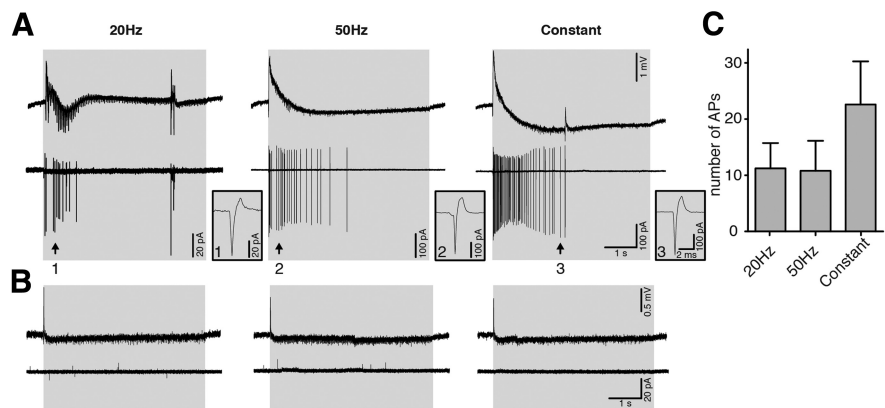 A
20Hz
50Hz
Constant
C
1 mV
20 pA
1
20 pA
1
100 pA
2
100 pA
2
1 s
100 pA
3
2 ms
100 pA
3
number of APs
30
20
10
0
20Hz
50Hz
Constant
B
0.5 mV
1 s
20 pA